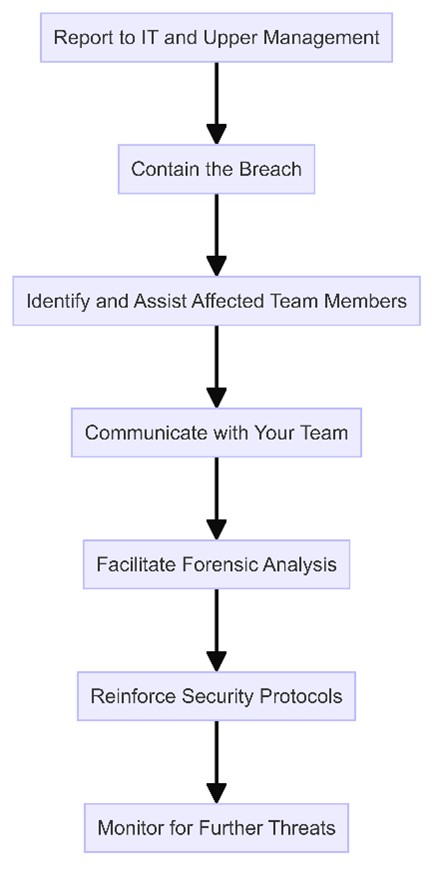 Report to IT and Upper Management
Contain the Breach
Identify and Assist Affected Team Members
Communicate with Your Team
Facilitate Forensic Analysis
Reinforce Security Protocols
Monitor for Further Threats